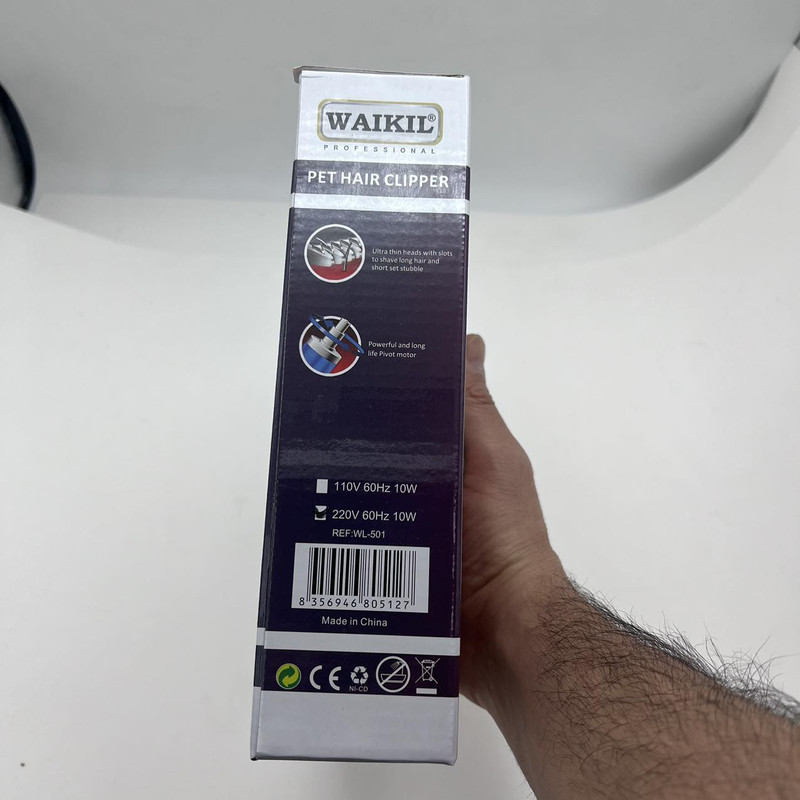 WAIKIL®
PROFESSIONAL
PET HAIR CLIPPER
Ultra thin heads with slots
to shave long hair and
short set stubble
Powerful and long
life Pivot motor
110V 60Hz 10W
220V 60Hz 10W
REF:WL-501
8 356946 805127
Made in China
CE
NI-CD